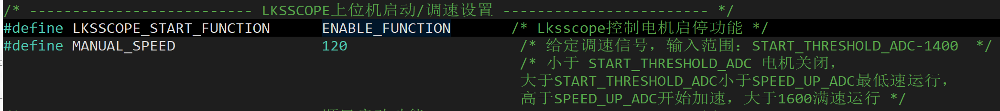 /* -------------------------- LKSSCOPE上位机启动/调速设置 ------------------------ */
#define LKSSCOPE_START_FUNCTION      ENABLE_FUNCTION       /* Lksscope控制电机启停功能 */
#define MANUAL_SPEED                 120                    /* 给定调速信号，输入范围：START_THRESHOLD_ADC-1400  */
/* 小于 START_THRESHOLD_ADC 电机关闭，
大于START_THRESHOLD_ADC小于SPEED_UP_ADC最低速运行，
高于SPEED_UP_ADC开始加速，大于1600满速运行 */